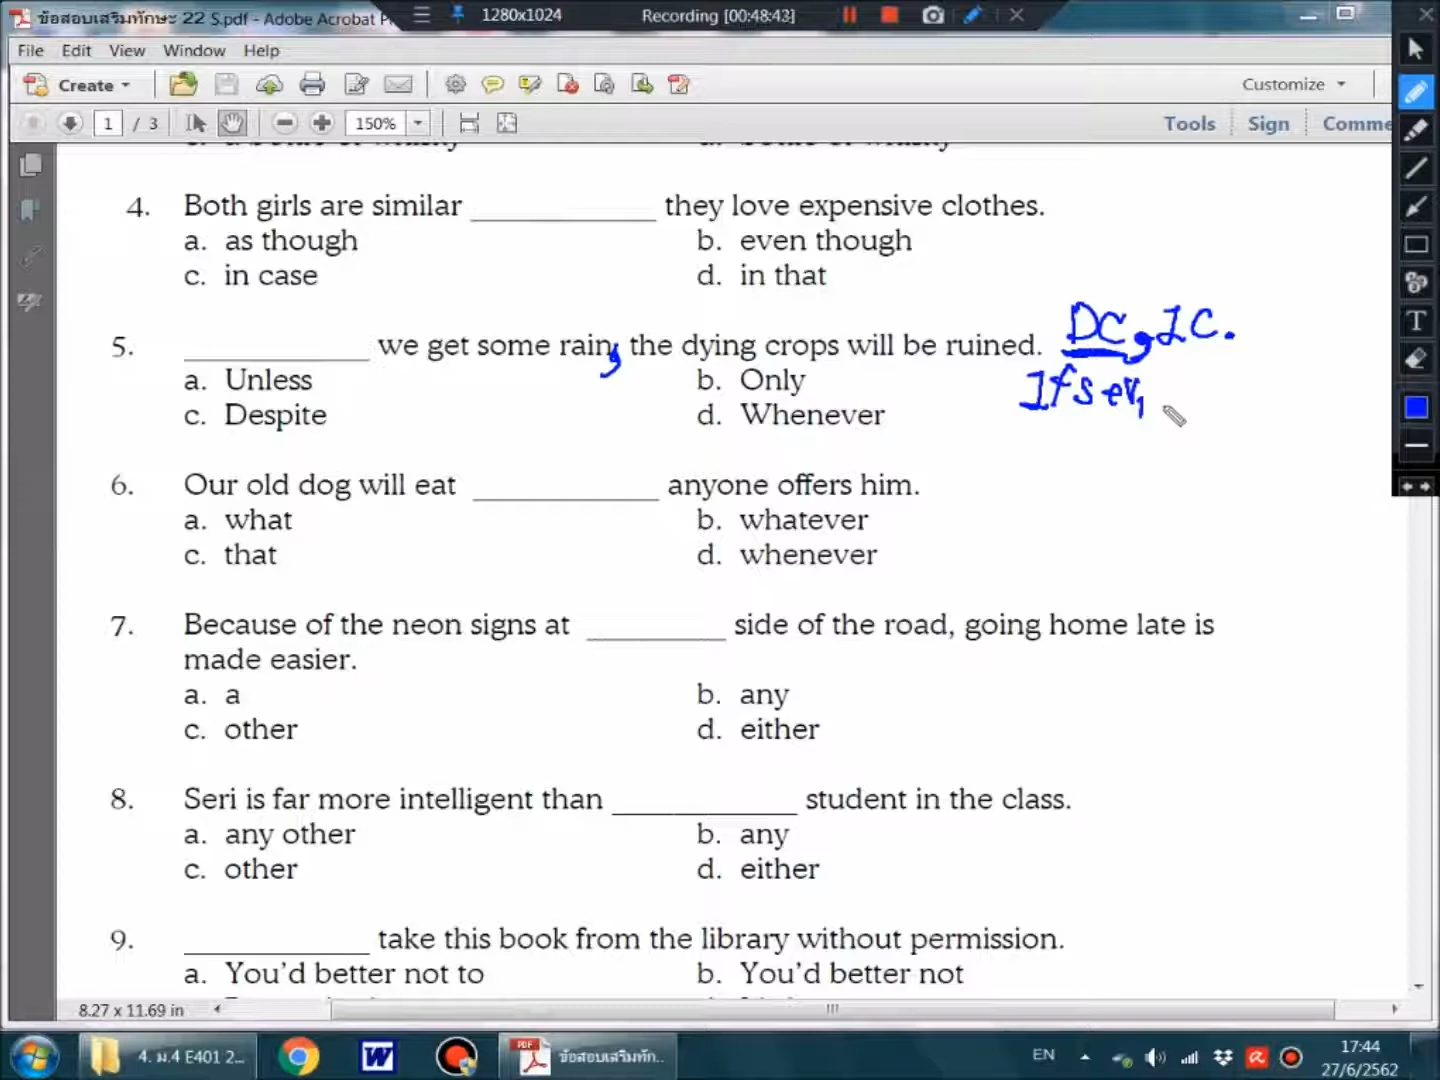 ข้อสอบเสริมทักษะ 22 S.pdf - Adobe Acrobat P
1280x1024
Recording [00:48:43]
File Edit View Window Help
Create
Customize
1 / 3
150%
Tools Sign Comme
4. Both girls are similar ____________ they love expensive clothes.
a. as though b. even though
c. in case d. in that
5. ____________ we get some rain, the dying crops will be ruined. DC, IC.
a. Unless b. Only
If s ev1
c. Despite d. Whenever
6. Our old dog will eat ____________ anyone offers him.
a. what b. whatever
c. that d. whenever
7. Because of the neon signs at _________ side of the road, going home late is
made easier.
a. a b. any
c. other d. either
8. Seri is far more intelligent than ____________ student in the class.
a. any other b. any
c. other d. either
9. ____________ take this book from the library without permission.
a. You'd better not to b. You'd better not
8.27 x 11.69 in
4. ม.4 E401 2...
ข้อสอบเสริมทัก..
EN
17:44
27/6/2562